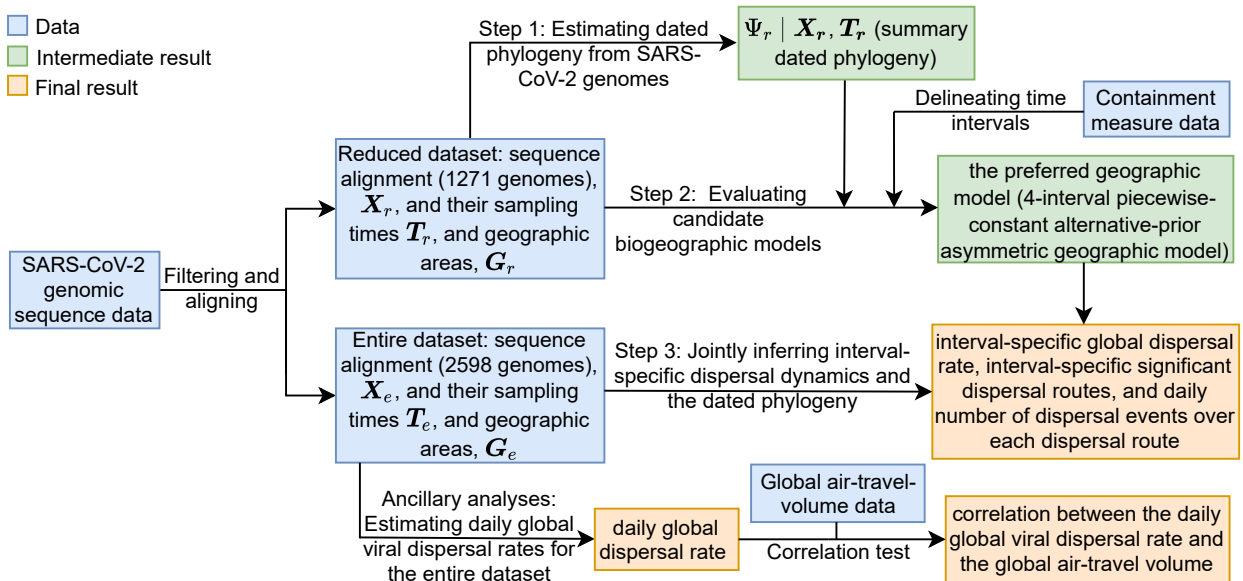 Data
Intermediate result
Final result
Step 1: Estimating dated
phylogeny from SARS-
CoV-2 genomes
Ψ_r | X_r, T_r (summary
dated phylogeny)
Delineating time
intervals
Containment
measure data
Reduced dataset: sequence
alignment (1271 genomes),
X_r, and their sampling
times T_r, and geographic
areas, G_r
Step 2: Evaluating
candidate
biogeographic models
the preferred geographic
model (4-interval piecewise-
constant alternative-prior
asymmetric geographic model)
SARS-CoV-2
genomic
sequence data
Filtering and
aligning
Entire dataset: sequence
alignment (2598 genomes),
X_e, and their sampling
times T_e, and geographic
areas, G_e
Step 3: Jointly inferring interval-
specific dispersal dynamics and
the dated phylogeny
interval-specific global dispersal
rate, interval-specific significant
dispersal routes, and daily
number of dispersal events over
each dispersal route
Ancillary analyses:
Estimating daily global
viral dispersal rates for
the entire dataset
daily global
dispersal rate
Global air-travel-
volume data
Correlation test
correlation between the daily
global viral dispersal rate and
the global air-travel volume